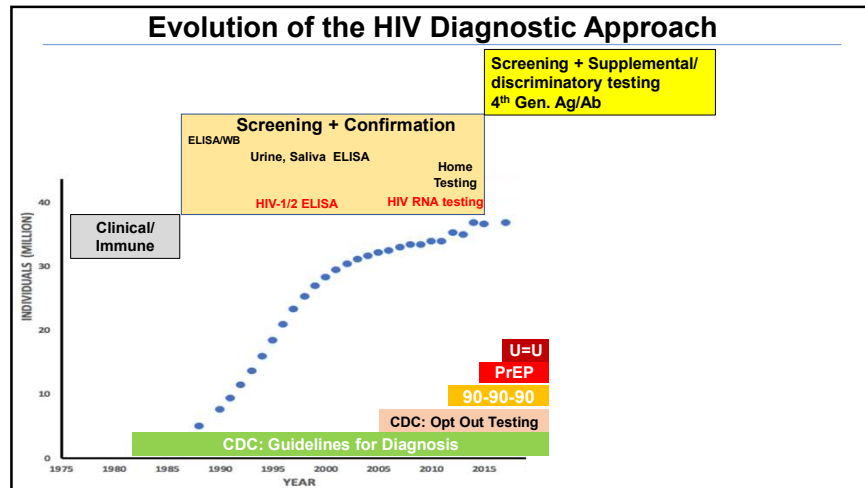 Evolution of the HIV Diagnostic Approach
Screening + Supplemental/
discriminatory testing
4th Gen. Ag/Ab
Screening + Confirmation
ELISA/WB
Urine, Saliva ELISA
Home
Testing
HIV-1/2 ELISA
HIV RNA testing
Clinical/
Immune
INDIVIDUALS (MILLION)
40
30
20
10
0
U=U
PrEP
90-90-90
CDC: Opt Out Testing
CDC: Guidelines for Diagnosis
1975 1980 1985 1990 1995 2000 2005 2010 2015
YEAR